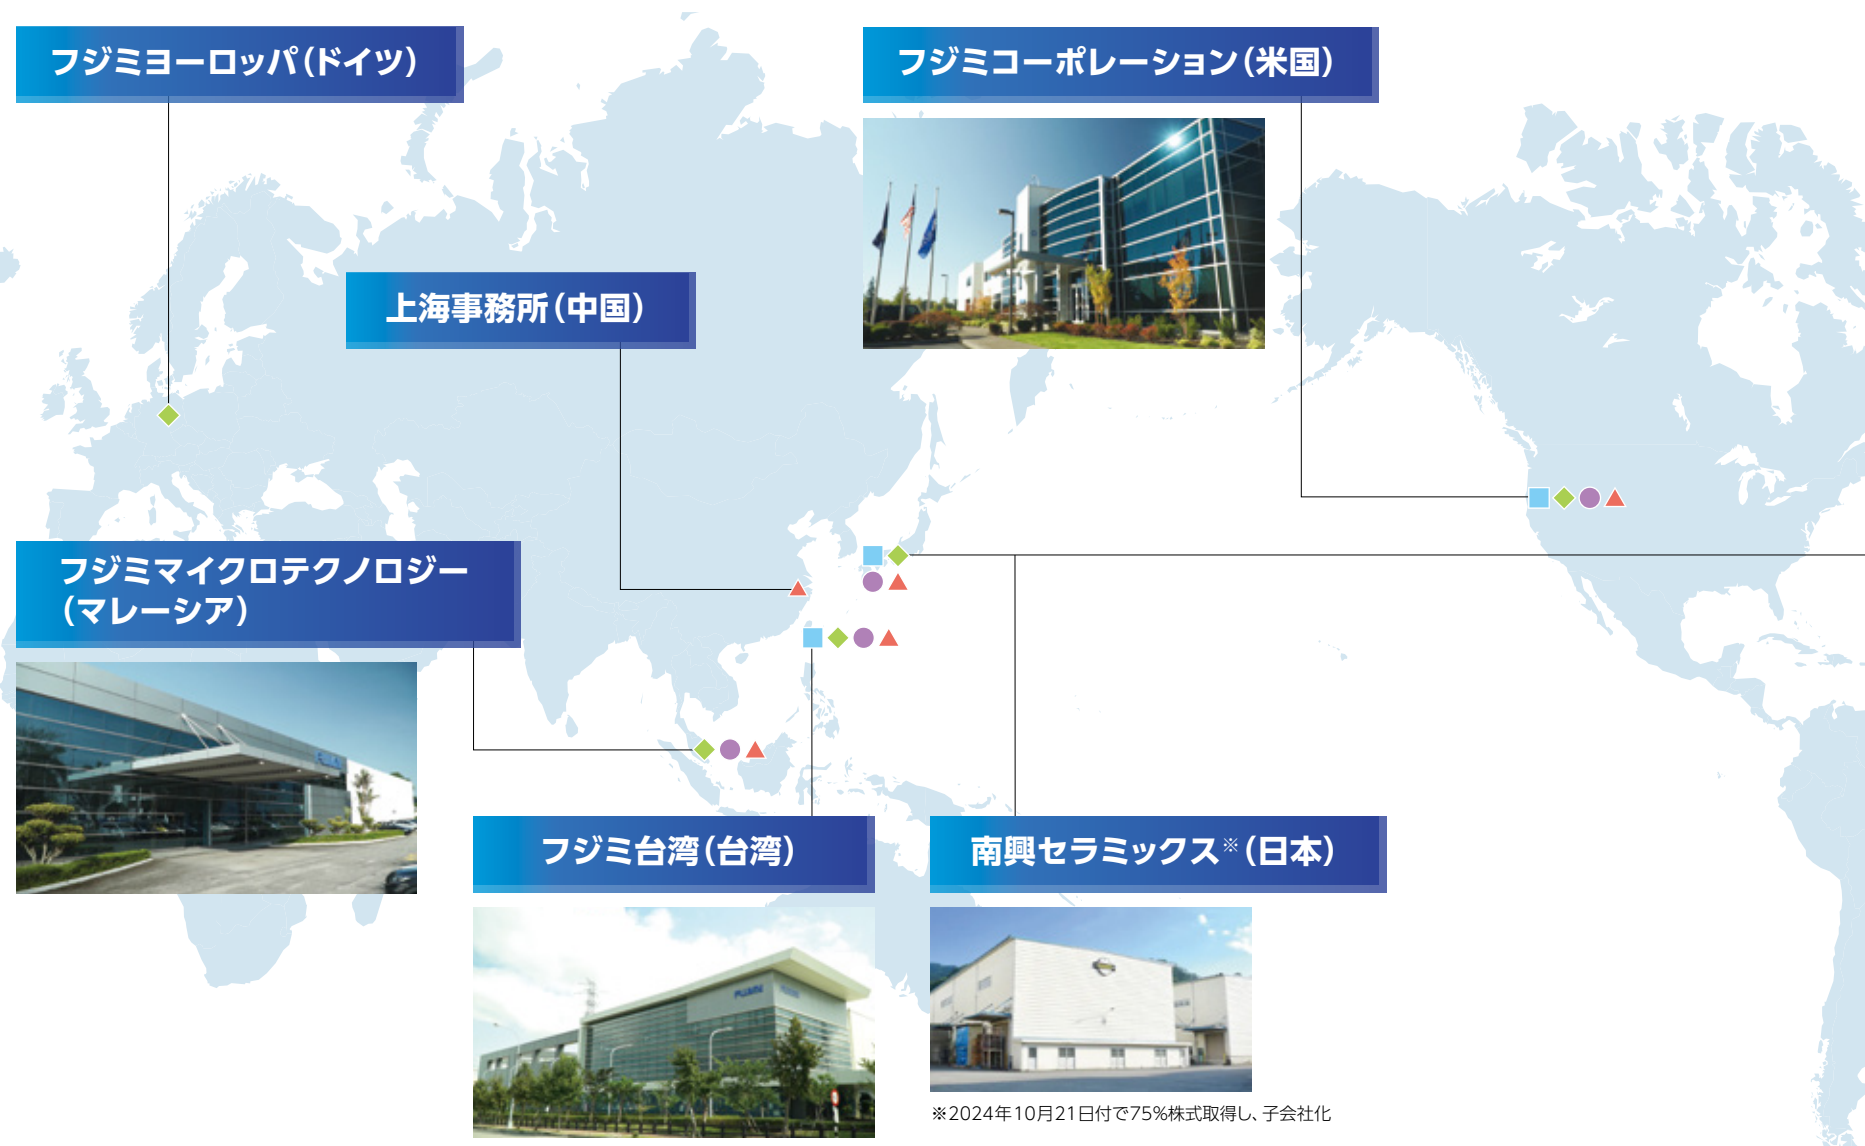 フジミヨーロッパ（ドイツ）
フジミコーポレーション（米国）
上海事務所（中国）
フジミマイクロテクノロジー
（マレーシア）
フジミ台湾（台湾）
南興セラミックス※（日本）
FUJIMI
※2024年10月21日付で75%株式取得し、子会社化